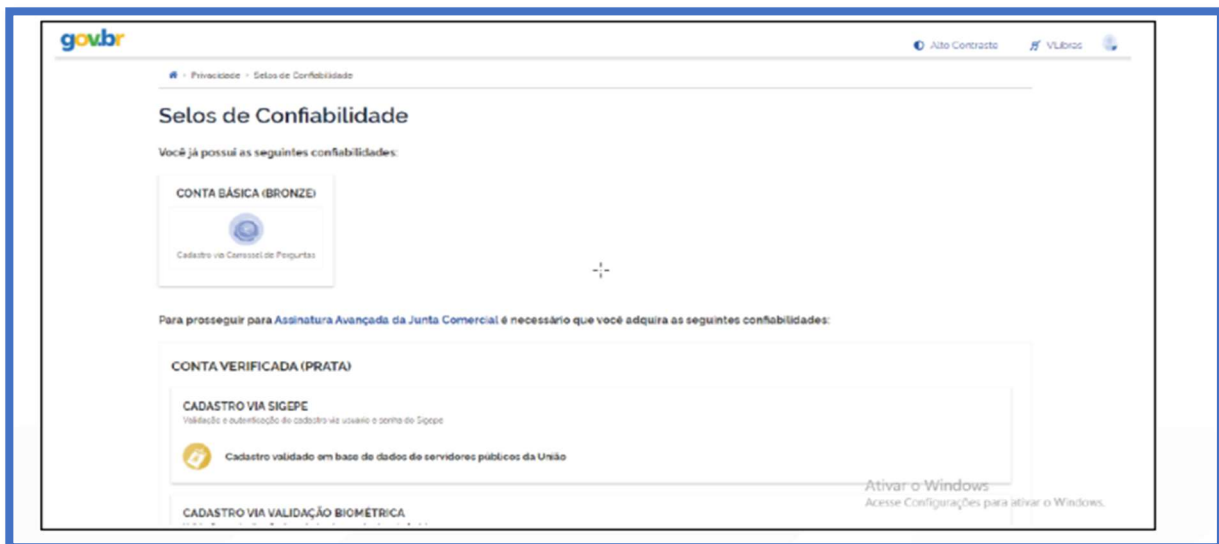 gov.br
Alto Contraste VLibras
Privacidade Selos de Confiabilidade
Selos de Confiabilidade
Você já possui as seguintes confiabilidades:
CONTA BÁSICA (BRONZE)
Cadastro via Carrossel de Perguntas
Para prosseguir para Assinatura Avançada da Junta Comercial é necessário que você adquira as seguintes confiabilidades:
CONTA VERIFICADA (PRATA)
CADASTRO VIA SIGEPE
Validação e autenticação do cadastro via usuário e senha do Sigepe
Cadastro validado em base de dados de servidores públicos da União
Ativar o Windows
Acesse Configurações para ativar o Windows.
CADASTRO VIA VALIDAÇÃO BIOMÉTRICA